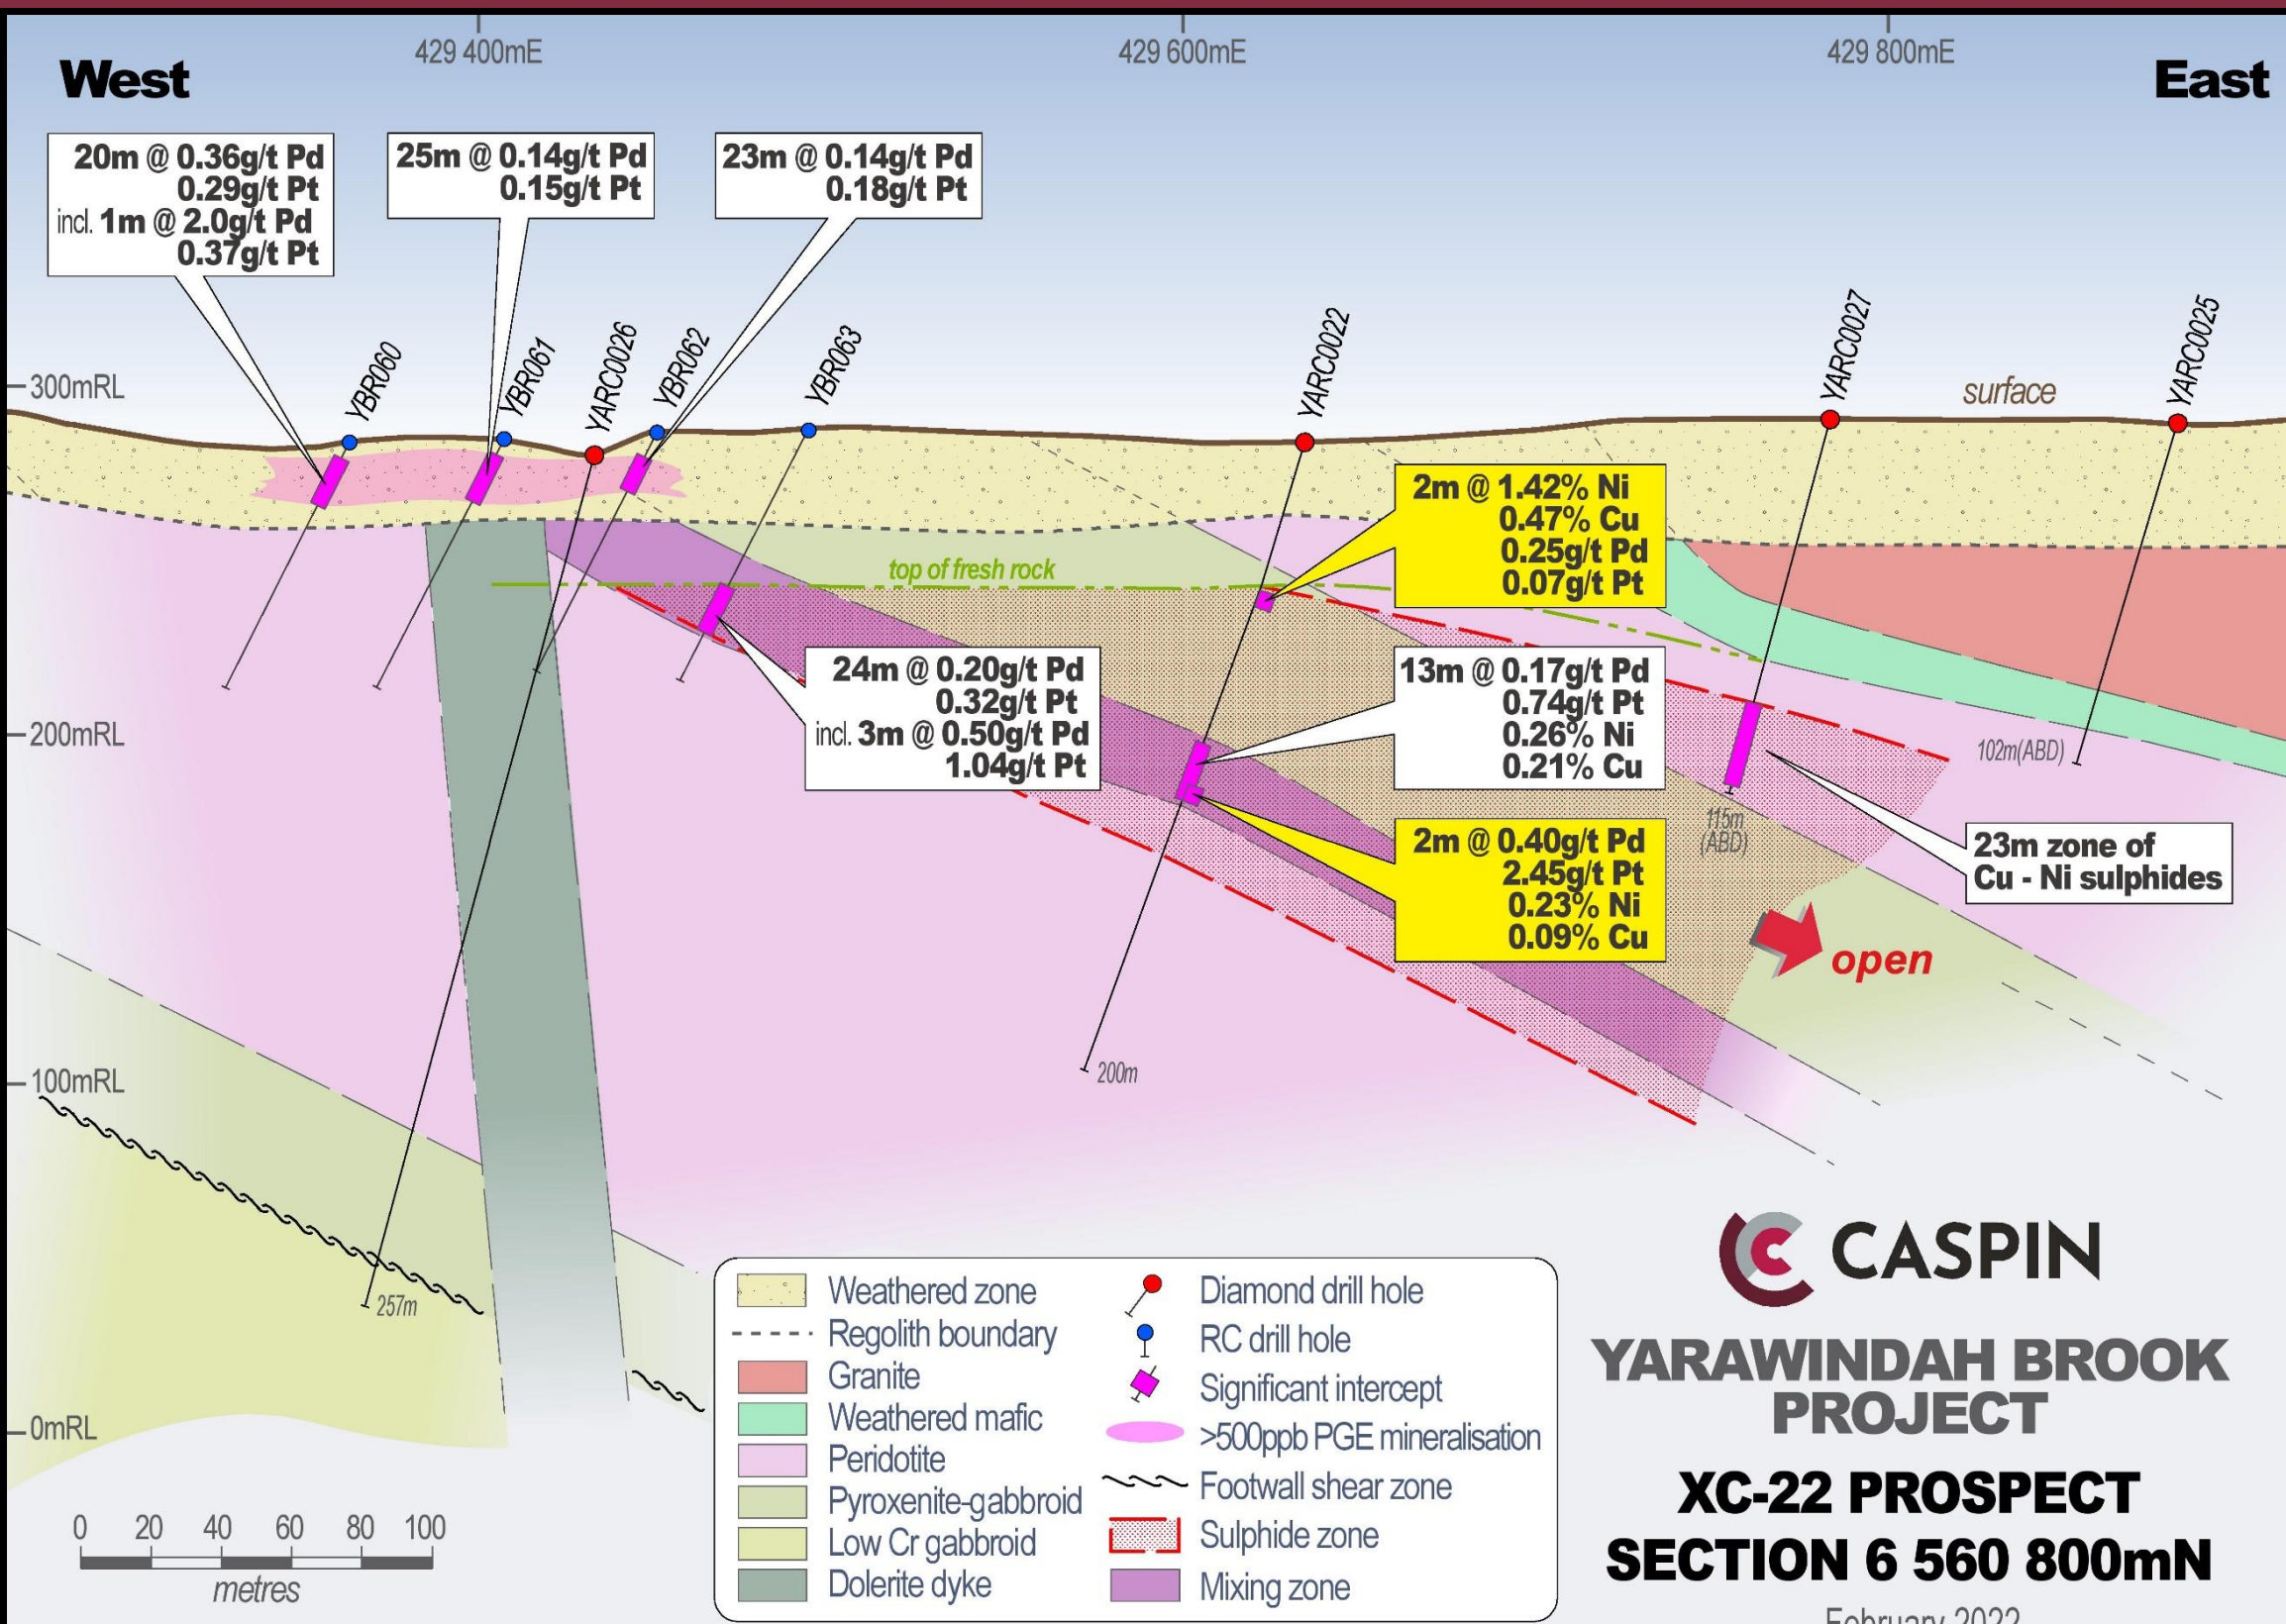 429 400mE
429 600mE
429 800mE
West
East
20m @ 0.36g/t Pd
0.29g/t Pt
incl. 1m @ 2.0g/t Pd
0.37g/t Pt
25m @ 0.14g/t Pd
0.15g/t Pt
23m @ 0.14g/t Pd
0.18g/t Pt
YBR060
YBR061
YARC0026
YBR062
YBR063
YARC0022
YARC0027
YARC0025
300mRL
surface
2m @ 1.42% Ni
0.47% Cu
0.25g/t Pd
0.07g/t Pt
top of fresh rock
24m @ 0.20g/t Pd
0.32g/t Pt
incl. 3m @ 0.50g/t Pd
1.04g/t Pt
13m @ 0.17g/t Pd
0.74g/t Pt
0.26% Ni
0.21% Cu
200mRL
102m(ABD)
115m
(ABD)
2m @ 0.40g/t Pd
2.45g/t Pt
0.23% Ni
0.09% Cu
23m zone of
Cu - Ni sulphides
open
200m
100mRL
257m
0mRL
0 20 40 60 80 100
metres
Weathered zone
Regolith boundary
Granite
Weathered mafic
Peridotite
Pyroxenite-gabbroid
Low Cr gabbroid
Dolerite dyke
Diamond drill hole
RC drill hole
Significant intercept
>500ppb PGE mineralisation
Footwall shear zone
Sulphide zone
Mixing zone
CASPIN
YARAWINDAH BROOK
PROJECT
XC-22 PROSPECT
SECTION 6 560 800mN
February 2022